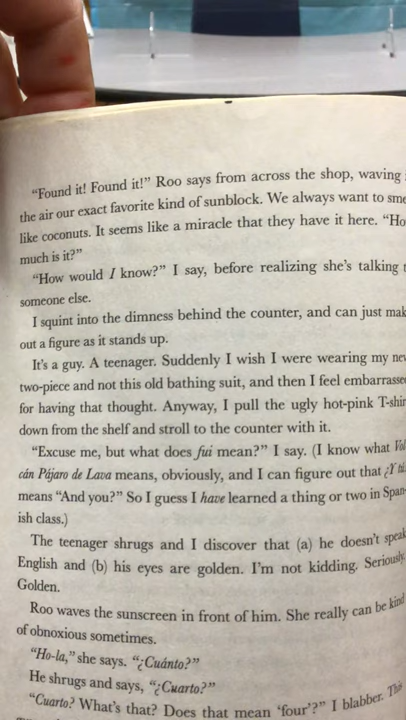 “Found it! Found it!” Roo says from across the shop, waving
the air our exact favorite kind of sunblock. We always want to
like coconuts. It seems like a miracle that they have it here.
much is it?”
“How would I know?” I say, before realizing she’s talking
someone else.
I squint into the dimness behind the counter, and can just
out a figure as it stands up.
It’s a guy. A teenager. Suddenly I wish I were wearing my
two-piece and not this old bathing suit, and then I feel
for having that thought. Anyway, I pull the ugly hot-pink
down from the shelf and stroll to the counter with it.
“Excuse me, but what does fui mean?” I say. (I know what
cán Pájaro de Lava means, obviously, and I can figure out that ¿Y
means “And you?” So I guess I have learned a thing or two in Span-
ish class.)
The teenager shrugs and I discover that (a) he doesn’t speak
English and (b) his eyes are golden. I’m not kidding. Seriously.
Golden.
Roo waves the sunscreen in front of him. She really can be kind
of obnoxious sometimes.
“Ho-la,” she says. “¿Cuánto?”
He shrugs and says, “¿Cuarto?”
“Cuarto? What’s that? Does that mean ‘four’?” I blabber. This